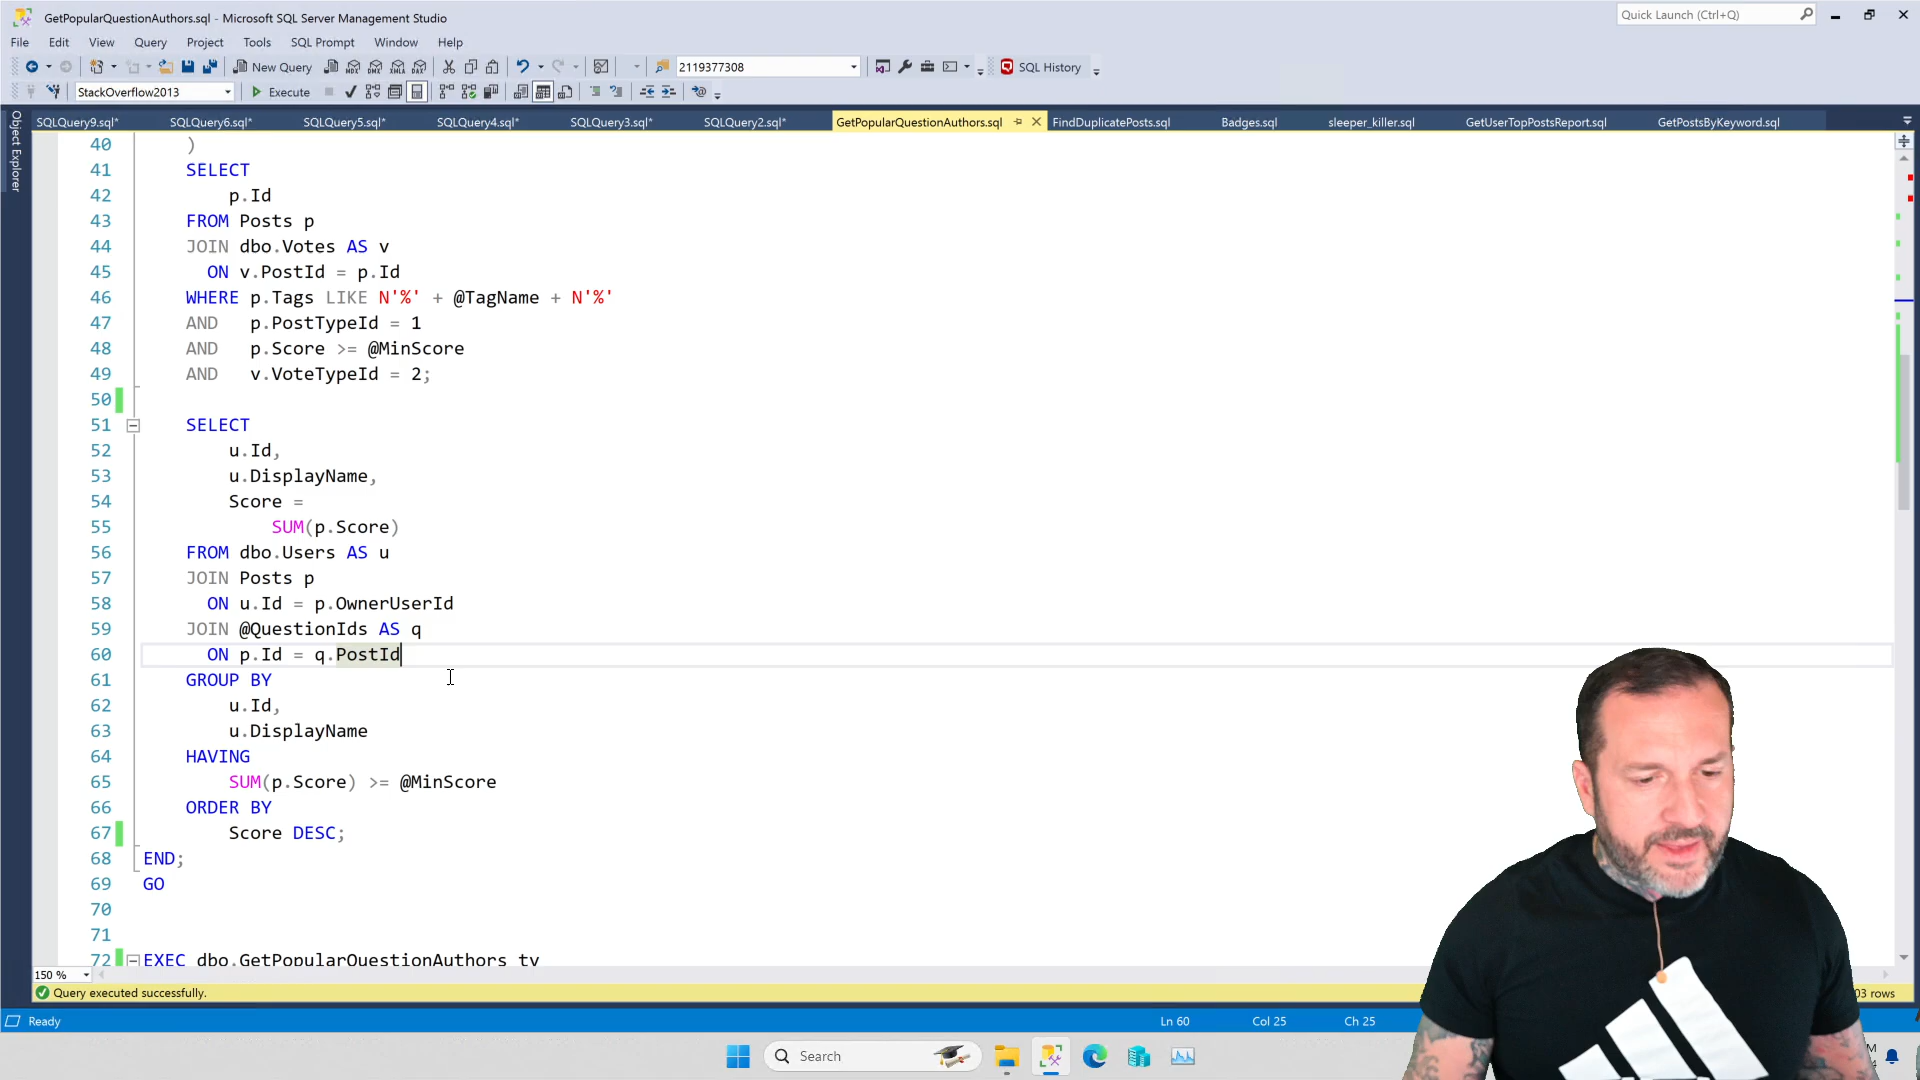 GetPopularQuestionAuthors.sql - Microsoft SQL Server Management Studio
Quick Launch (Ctrl+Q)
File Edit View Query Project Tools SQL Prompt Window Help
New Query 2119377308 SQL History
StackOverflow2013 Execute
SQLQuery9.sql* SQLQuery6.sql* SQLQuery5.sql* SQLQuery4.sql* SQLQuery3.sql* SQLQuery2.sql* GetPopularQuestionAuthors.sql FindDuplicatePosts.sql Badges.sql sleeper_killer.sql GetUserTopPostsReport.sql GetPostsByKeyword.sql
Object Explorer
40 )
41 SELECT
42 p.Id
43 FROM Posts p
44 JOIN dbo.Votes AS v
45 ON v.PostId = p.Id
46 WHERE p.Tags LIKE N'%' + @TagName + N'%'
47 AND p.PostTypeId = 1
48 AND p.Score >= @MinScore
49 AND v.VoteTypeId = 2;
50
51 SELECT
52 u.Id,
53 u.DisplayName,
54 Score =
55 SUM(p.Score)
56 FROM dbo.Users AS u
57 JOIN Posts p
58 ON u.Id = p.OwnerUserId
59 JOIN @QuestionIds AS q
60 ON p.Id = q.PostId
61 GROUP BY
62 u.Id,
63 u.DisplayName
64 HAVING
65 SUM(p.Score) >= @MinScore
66 ORDER BY
67 Score DESC;
68 END;
69 GO
70
71
72 EXEC dbo.GetPopularQuestionAuthors_tv
150 %
Query executed successfully. 03 rows
Ready Ln 60 Col 25 Ch 25
Search